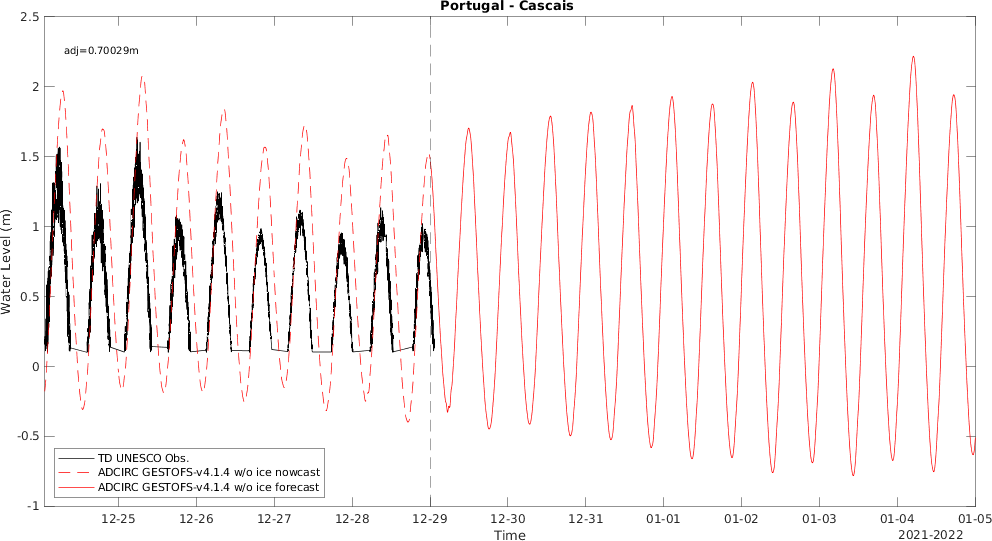 Portugal - Cascais
2.5
adj=0.70029m
2
1.5
1
0.5
0
-0.5
-1
Water Level (m)
TD UNESCO Obs.
ADCIRC GESTOFS-v4.1.4 w/o ice nowcast
ADCIRC GESTOFS-v4.1.4 w/o ice forecast
12-25 12-26 12-27 12-28 12-29 12-30 12-31 01-01 01-02 01-03 01-04 01-05
Time
2021-2022